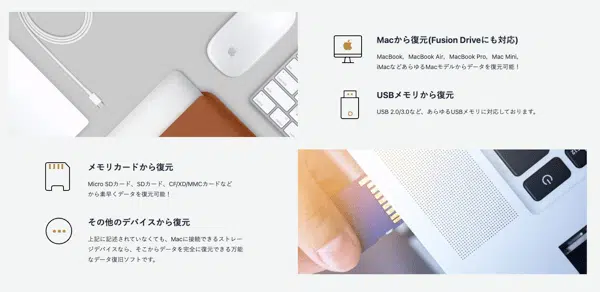 Macから復元(Fusion Driveにも対応)
MacBook、MacBook Air、MacBook Pro、Mac Mini、
iMacなどあらゆるMacモデルからデータを復元可能！
USBメモリから復元
USB 2.0/3.0など、あらゆるUSBメモリに対応しております。
メモリカードから復元
Micro SDカード、SDカード、CF/XD/MMCカードなど
から素早くデータを復元可能！
その他のデバイスから復元
上記に記述されていなくても、Macに接続できるストレー
ジデバイスなら、そこからデータを完全に復元できる万能
なデータ復旧ソフトです。